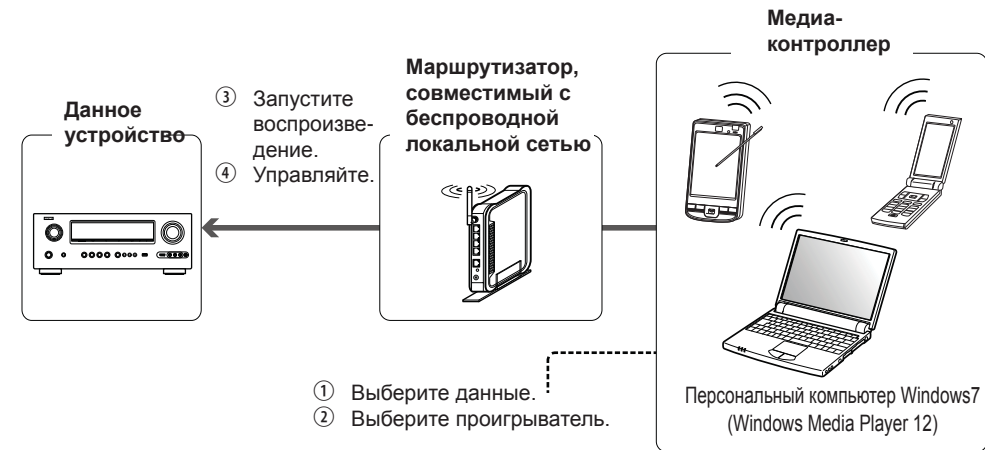 Данное
устройство
③ Запустите
воспроизве-
дение.
④ Управляйте.
Маршрутизатор,
совместимый с
беспроводной
локальной сетью
Медиа-
контроллер
① Выберите данные.
② Выберите проигрыватель.
Персональный компьютер Windows7
(Windows Media Player 12)